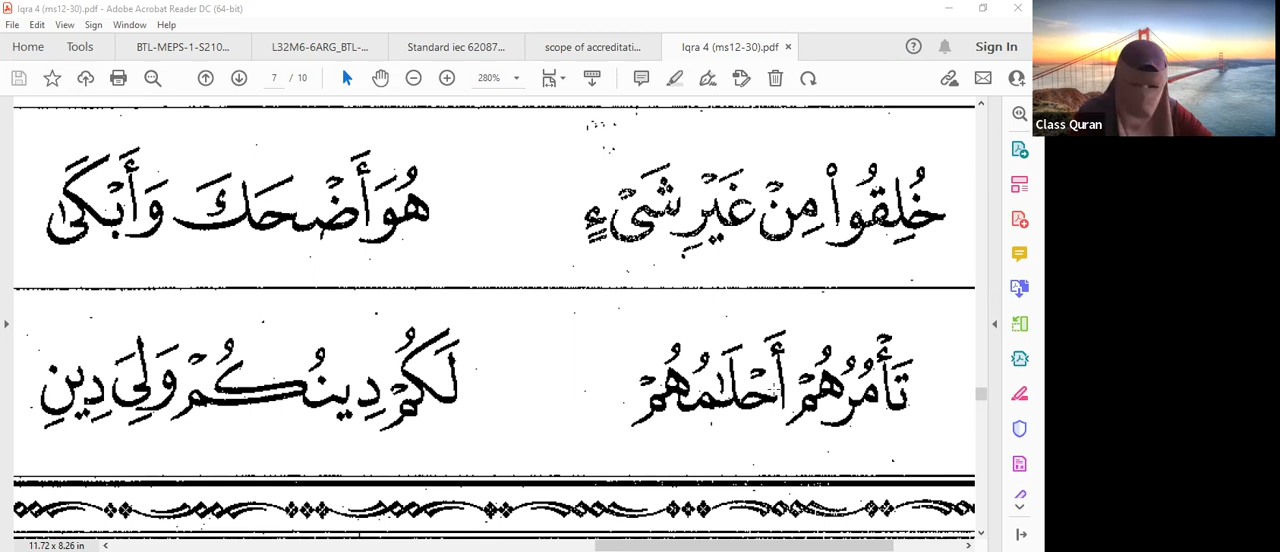 Iqra 4 (ms12-30).pdf - Adobe Acrobat Reader DC (64-bit)
File Edit View Sign Window Help
Home Tools BTL-MEPS-1-S210... L32M6-6ARG_BTL-... Standard iec 62087... scope of accreditati... Iqra 4 (ms12-30).pdf × Sign In
7 / 10 280%
Class Quran
خُلِقُوا۟ مِنْ غَيْرِ شَىْءٍ هُوَ أَضْحَكَ وَأَبْكَىٰ
تَأْمُرُهُمْ أَحْلَـٰمُهُمْ لَكُمْ دِينُكُمْ وَلِىَ دِينِ
11.72 x 8.26 in